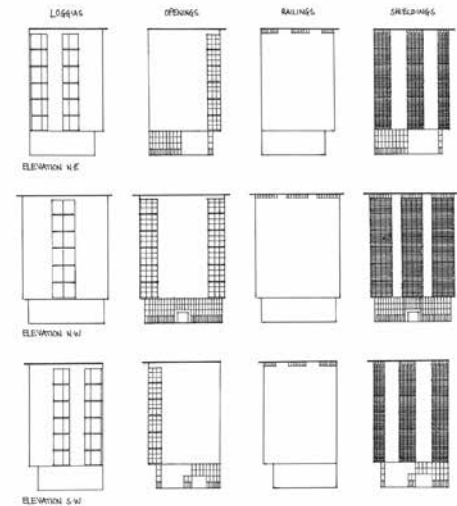 LOGGIAS
OPENINGS
RAILINGS
SHIELDINGS
ELEVATION N-E
ELEVATION N-W
ELEVATION S-W